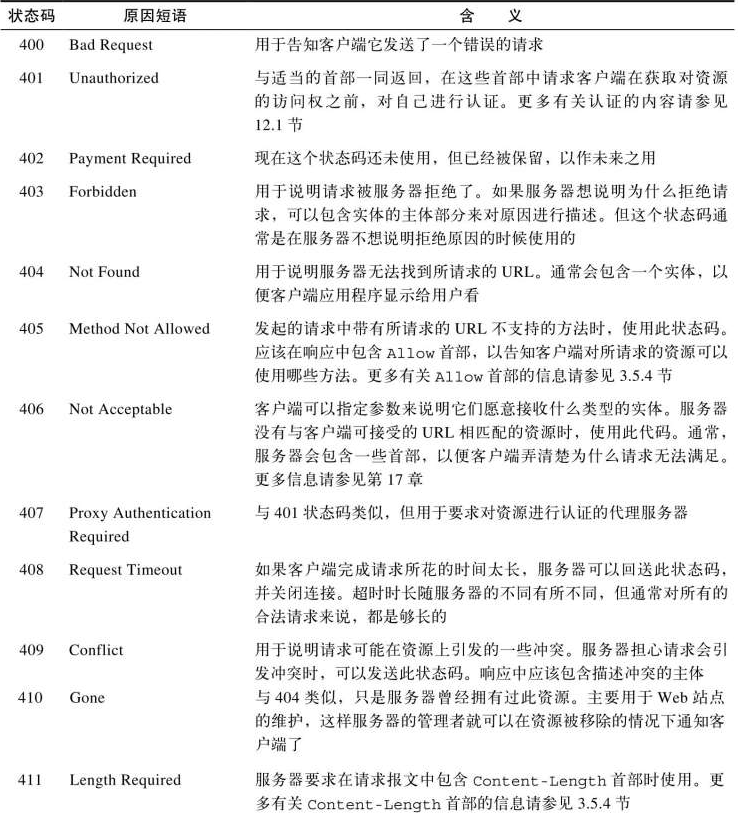 状态码 原因短语 含 义
400 Bad Request 用于告知客户端它发送了一个错误的请求
401 Unauthorized 与适当的首部一同返回，在这些首部中请求客户端在获取对资源
的访问权之前，对自己进行认证。更多有关认证的内容请参见
12.1 节
402 Payment Required 现在这个状态码还未使用，但已经被保留，以作未来之用
403 Forbidden 用于说明请求被服务器拒绝了。如果服务器想说明为什么拒绝请
求，可以包含实体的主体部分来对原因进行描述。但这个状态码通
常是在服务器不想说明拒绝原因的时候使用的
404 Not Found 用于说明服务器无法找到所请求的 URL。通常会包含一个实体，以
便客户端应用程序显示给用户看
405 Method Not Allowed 发起的请求中带有所请求的 URL 不支持的方法时，使用此状态码。
应该在响应中包含 Allow 首部，以告知客户端对所请求的资源可以
使用哪些方法。更多有关 Allow 首部的信息请参见 3.5.4 节
406 Not Acceptable 客户端可以指定参数来说明它们愿意接收什么类型的实体。服务器
没有与客户端可接受的 URL 相匹配的资源时，使用此代码。通常，
服务器会包含一些首部，以便客户端弄清楚为什么请求无法满足。
更多信息请参见第 17 章
407 Proxy Authentication 与 401 状态码类似，但用于要求对资源进行认证的代理服务器
Required
408 Request Timeout 如果客户端完成请求所花的时间太长，服务器可以回送此状态码，
并关闭连接。超时时长随服务器的不同有所不同，但通常对所有的
合法请求来说，都是够长的
409 Conflict 用于说明请求可能在资源上引发的一些冲突。服务器担心请求会引
发冲突时，可以发送此状态码。响应中应该包含描述冲突的主体
410 Gone 与 404 类似，只是服务器曾经拥有过此资源。主要用于 Web 站点
的维护，这样服务器的管理者就可以在资源被移除的情况下通知客
户端了
411 Length Required 服务器要求在请求报文中包含 Content-Length 首部时使用。更
多有关 Content-Length 首部的信息请参见 3.5.4 节